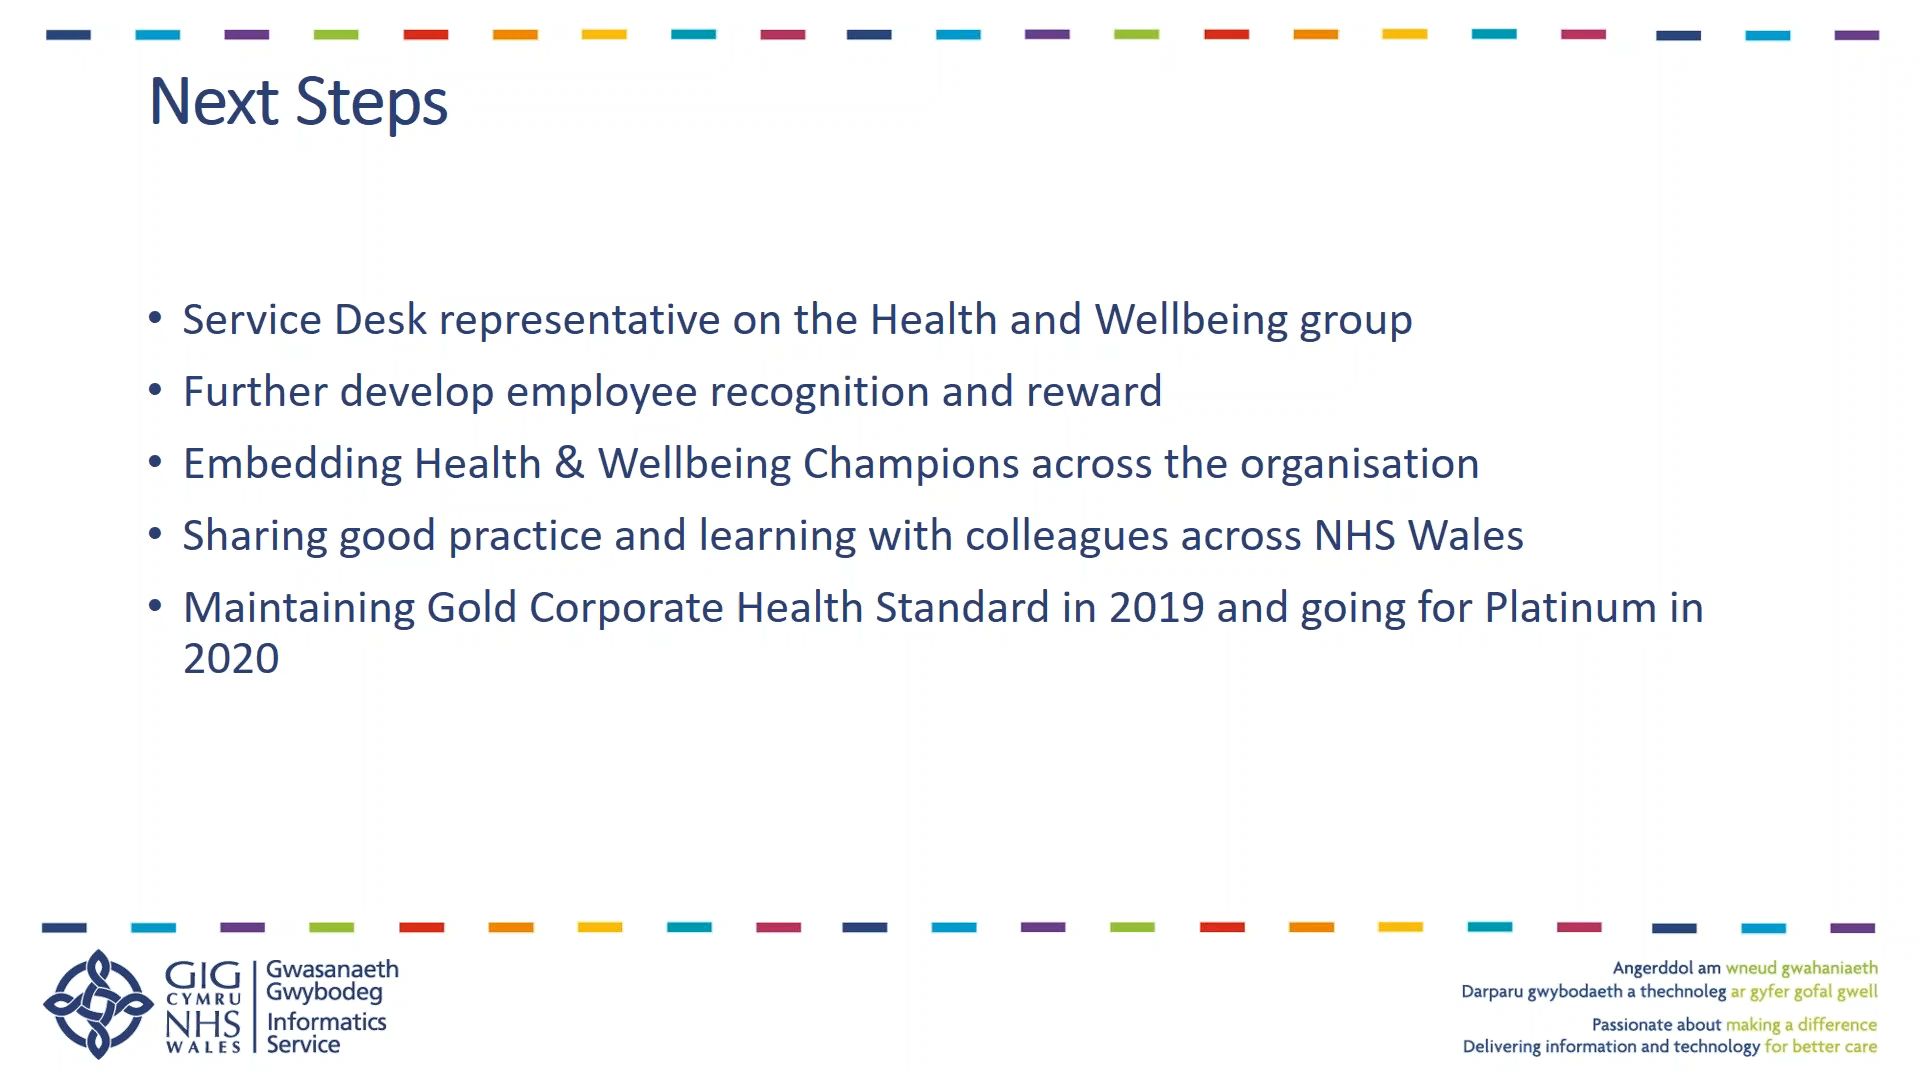 Next Steps
• Service Desk representative on the Health and Wellbeing group
• Further develop employee recognition and reward
• Embedding Health & Wellbeing Champions across the organisation
• Sharing good practice and learning with colleagues across NHS Wales
• Maintaining Gold Corporate Health Standard in 2019 and going for Platinum in
2020
GIG
CYMRU
NHS
WALES
Gwasanaeth
Gwybodeg
Informatics
Service
Angerddol am wneud gwahaniaeth
Darparu gwybodaeth a thechnoleg ar gyfer gofal gwell
Passionate about making a difference
Delivering information and technology for better care